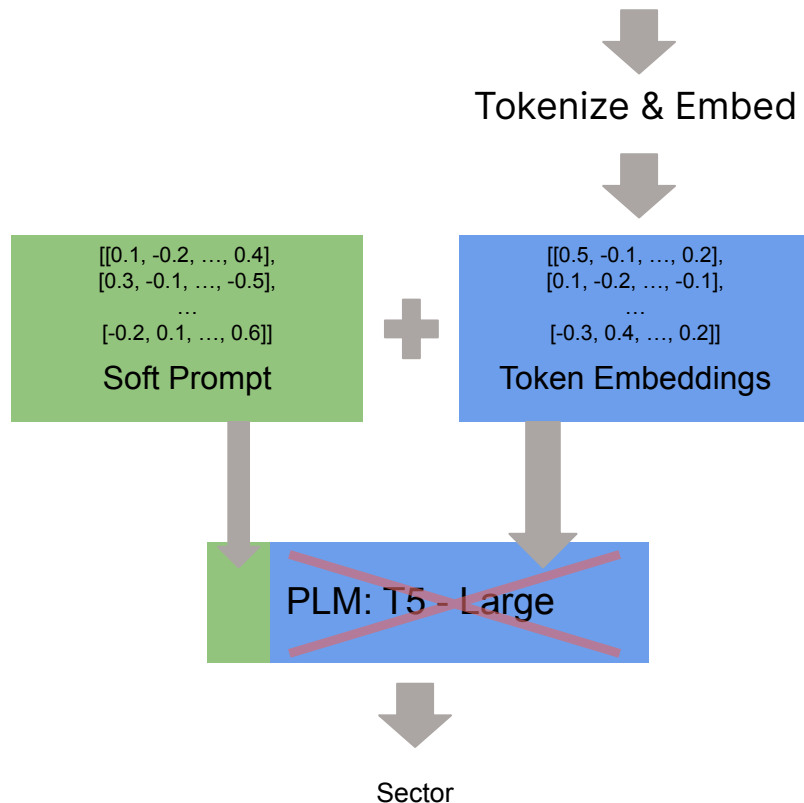 Tokenize & Embed
[[0.1, -0.2, …, 0.4],
[0.3, -0.1, …, -0.5],
…
[-0.2, 0.1, …, 0.6]]
Soft Prompt
[[0.5, -0.1, …, 0.2],
[0.1, -0.2, …, -0.1],
…
[-0.3, 0.4, …, 0.2]]
Token Embeddings
PLM: T5 - Large
Sector